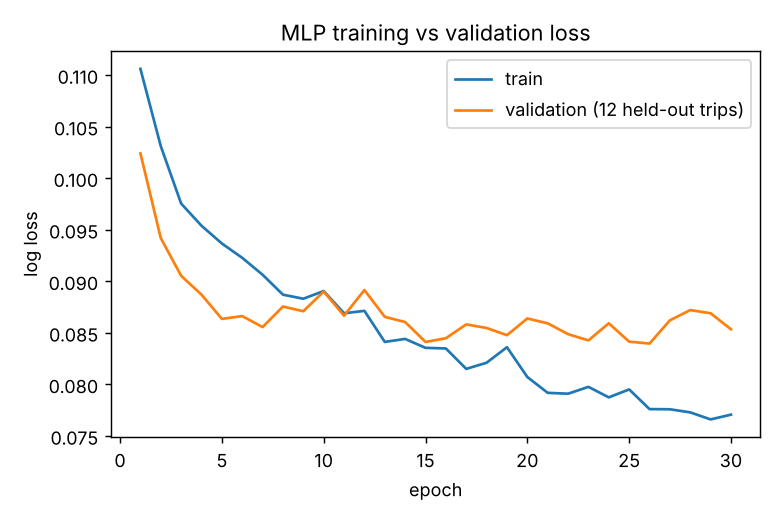 MLP training vs validation loss
train
validation (12 held-out trips)
0.110
0.105
0.100
0.095
0.090
0.085
0.080
0.075
log loss
0 5 10 15 20 25 30
epoch